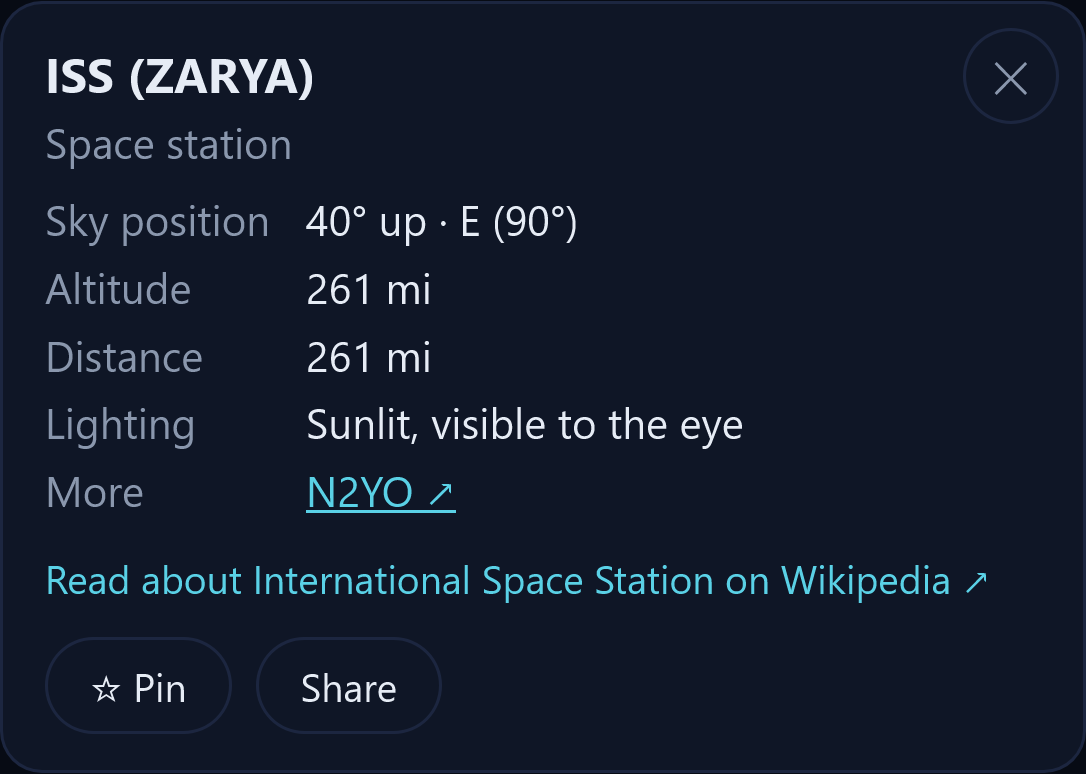 ISS (ZARYA)
Space station
Sky position 40° up · E (90°)
Altitude 261 mi
Distance 261 mi
Lighting Sunlit, visible to the eye
More N2YO ↗
Read about International Space Station on Wikipedia ↗
☆ Pin Share